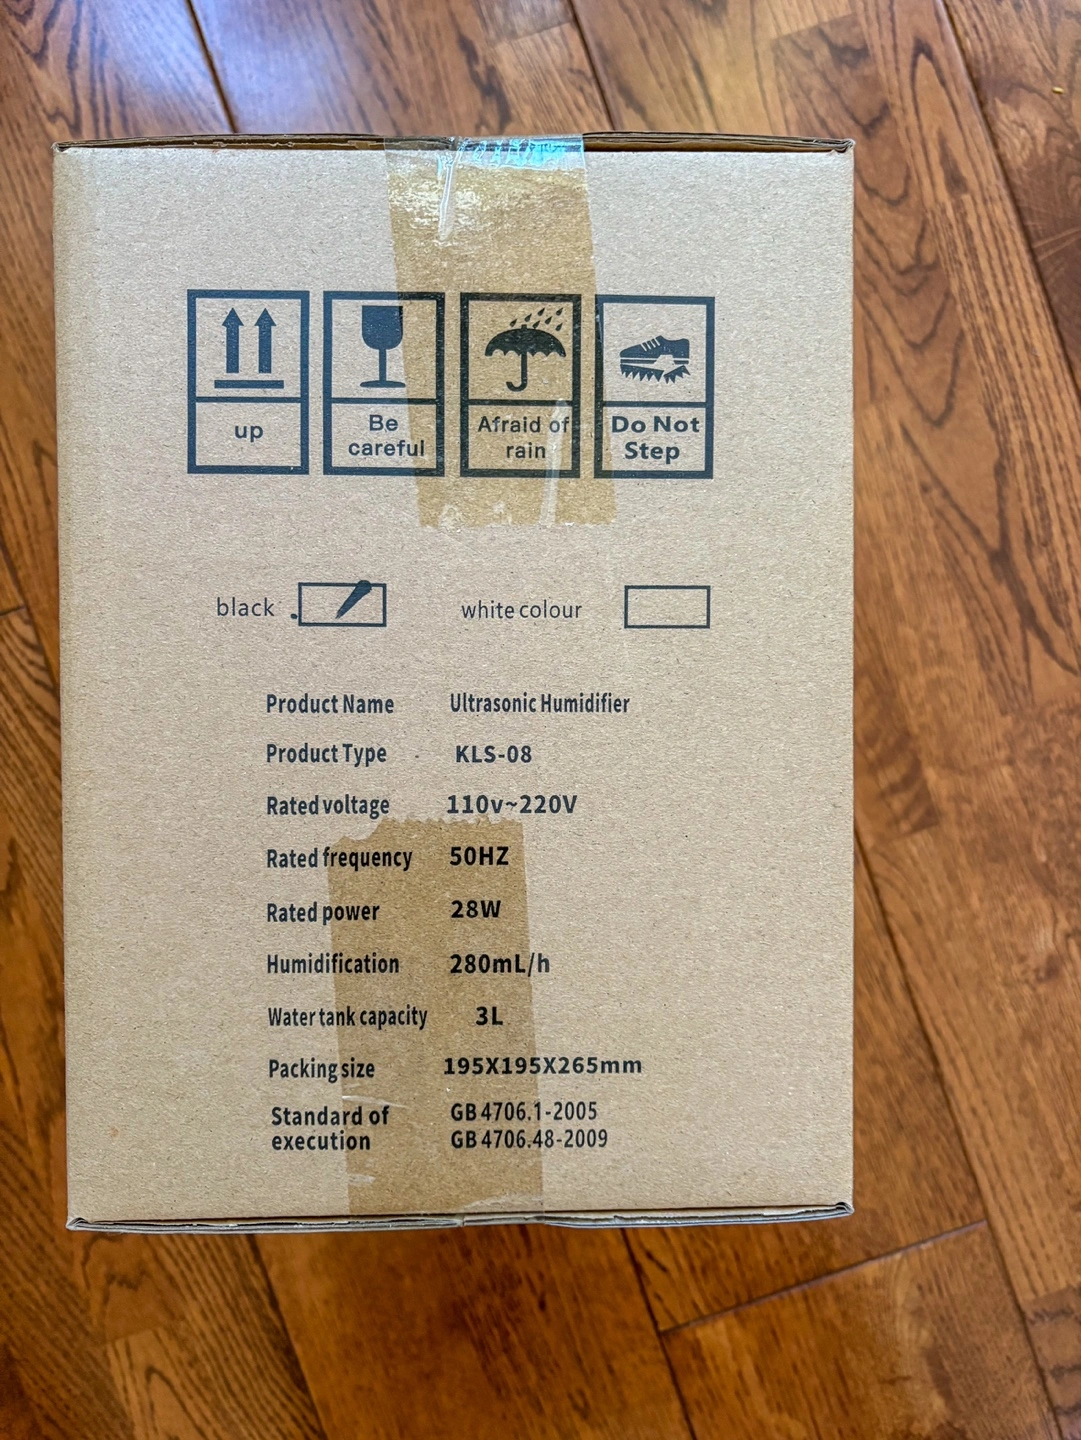 up
Be
careful
Afraid of
rain
Do Not
Step
black white colour
Product Name Ultrasonic Humidifier
Product Type KLS-08
Rated voltage 110v~220V
Rated frequency 50HZ
Rated power 28W
Humidification 280mL/h
Water tank capacity 3L
Packing size 195X195X265mm
Standard of GB 4706.1-2005
execution GB 4706.48-2009